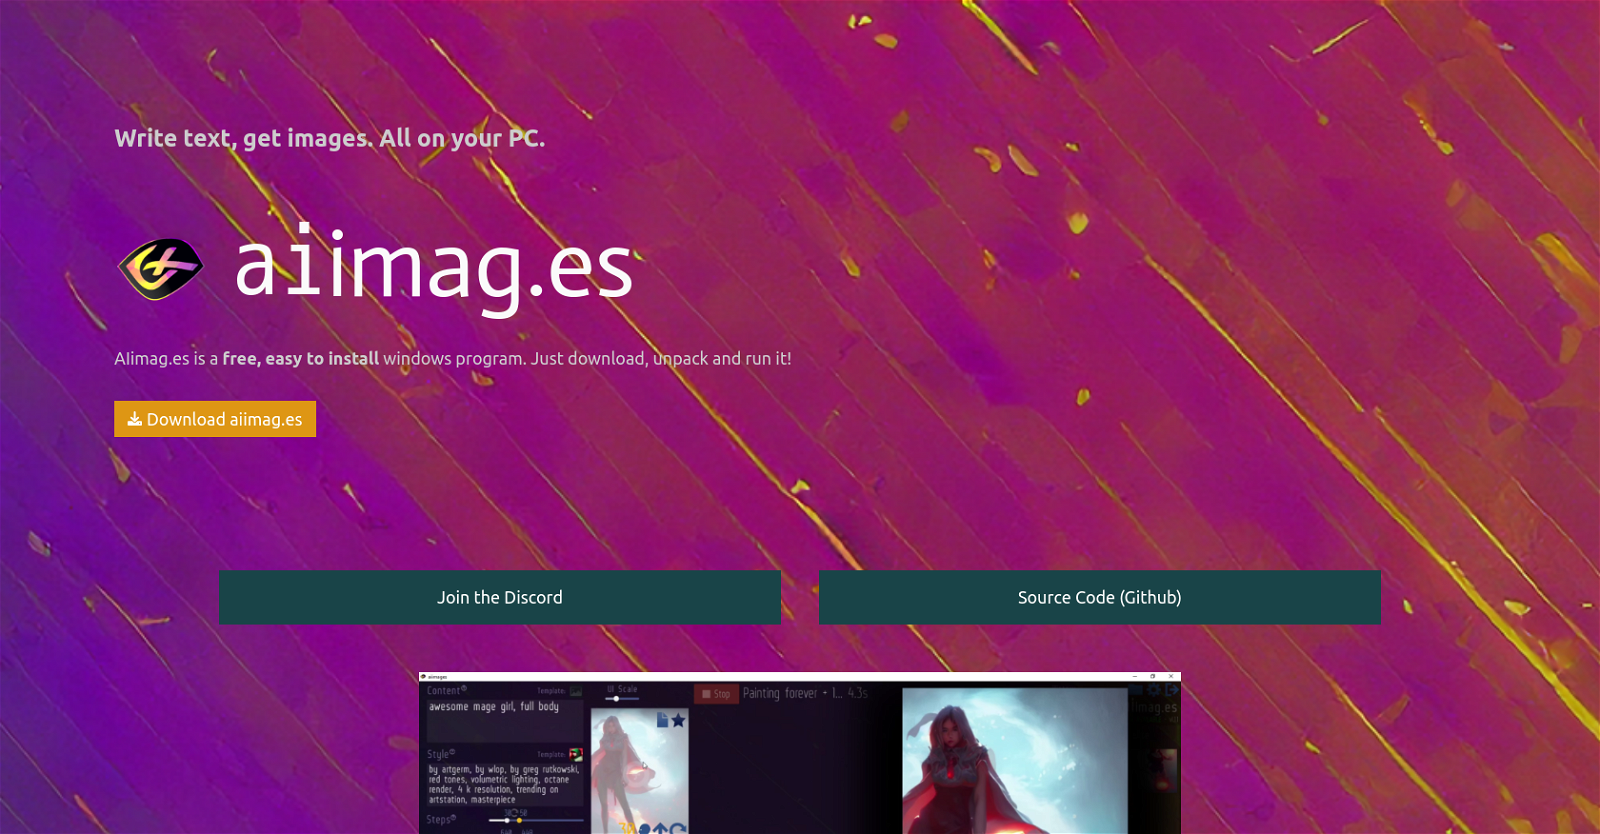 Write text, get images. All on your PC.
aiimag.es
AIimag.es is a free, easy to install windows program. Just download, unpack and run it!
Download aiimag.es
Join the Discord
Source Code (Github)
aiimages
Content
Template:
awesome mage girl, full body
Style
Template:
by artgerm, by wlop, by greg rutkowski,
red tones, volumetric lighting, octane
render, 4 k resolution, trending on
artstation, masterpiece
Steps
UI Scale
Stop
Painting forever + 1... 4.3s